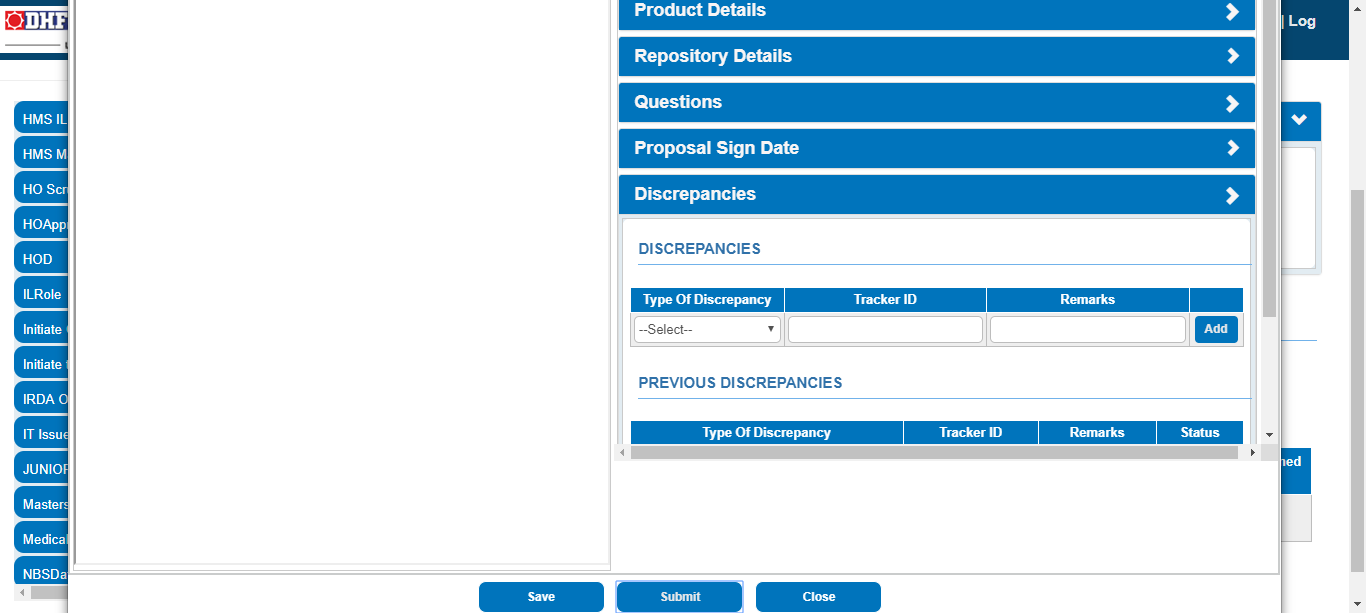 DHF
| Log
HMS IL
HMS M
HO Scr
HOApp
HOD
ILRole
Initiate
Initiate
IRDA O
IT Issue
JUNIOR
Masters
Medical
NBSDa
Product Details
Repository Details
Questions
Proposal Sign Date
Discrepancies
DISCREPANCIES
Type Of Discrepancy Tracker ID Remarks
--Select-- Add
PREVIOUS DISCREPANCIES
Type Of Discrepancy Tracker ID Remarks Status
ned
Save Submit Close